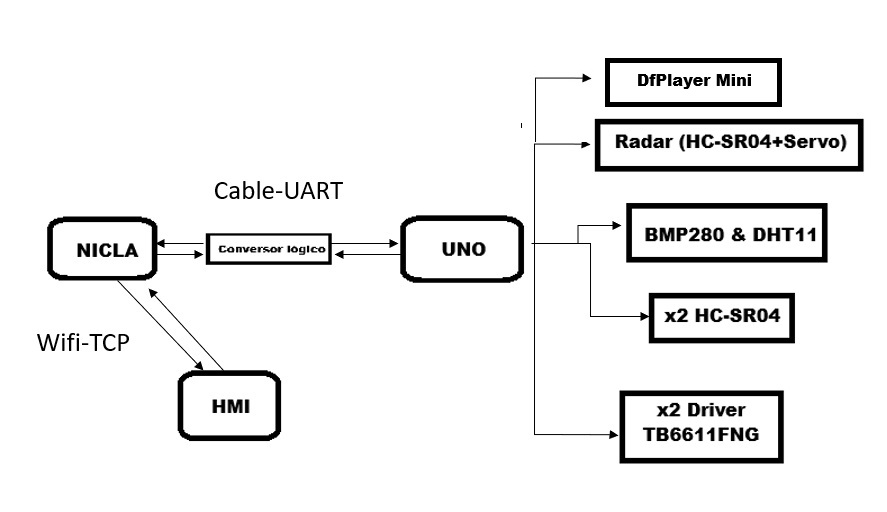 DfPlayer Mini
Radar (HC-SR04+Servo)
Cable-UART
NICLA
Conversor lógico
UNO
BMP280 & DHT11
x2 HC-SR04
Wifi-TCP
HMI
x2 Driver
TB6611FNG